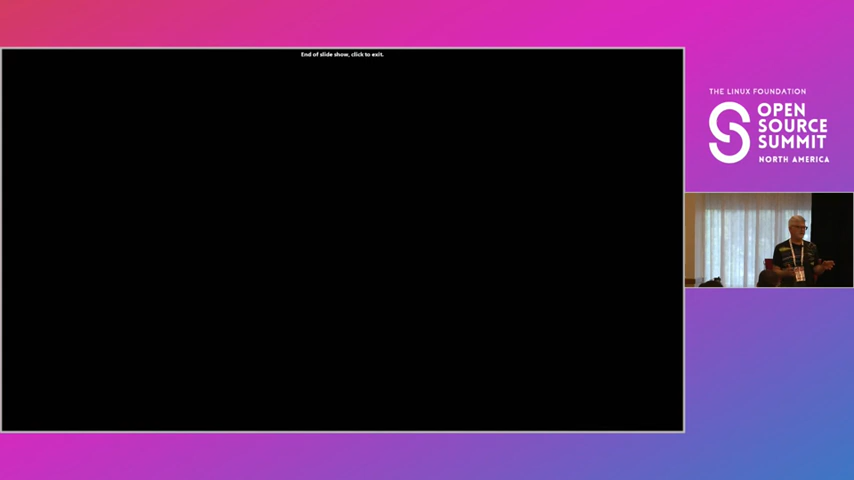 End of slide show, click to exit.
THE LINUX FOUNDATION
OPEN
SOURCE
SUMMIT
NORTH AMERICA